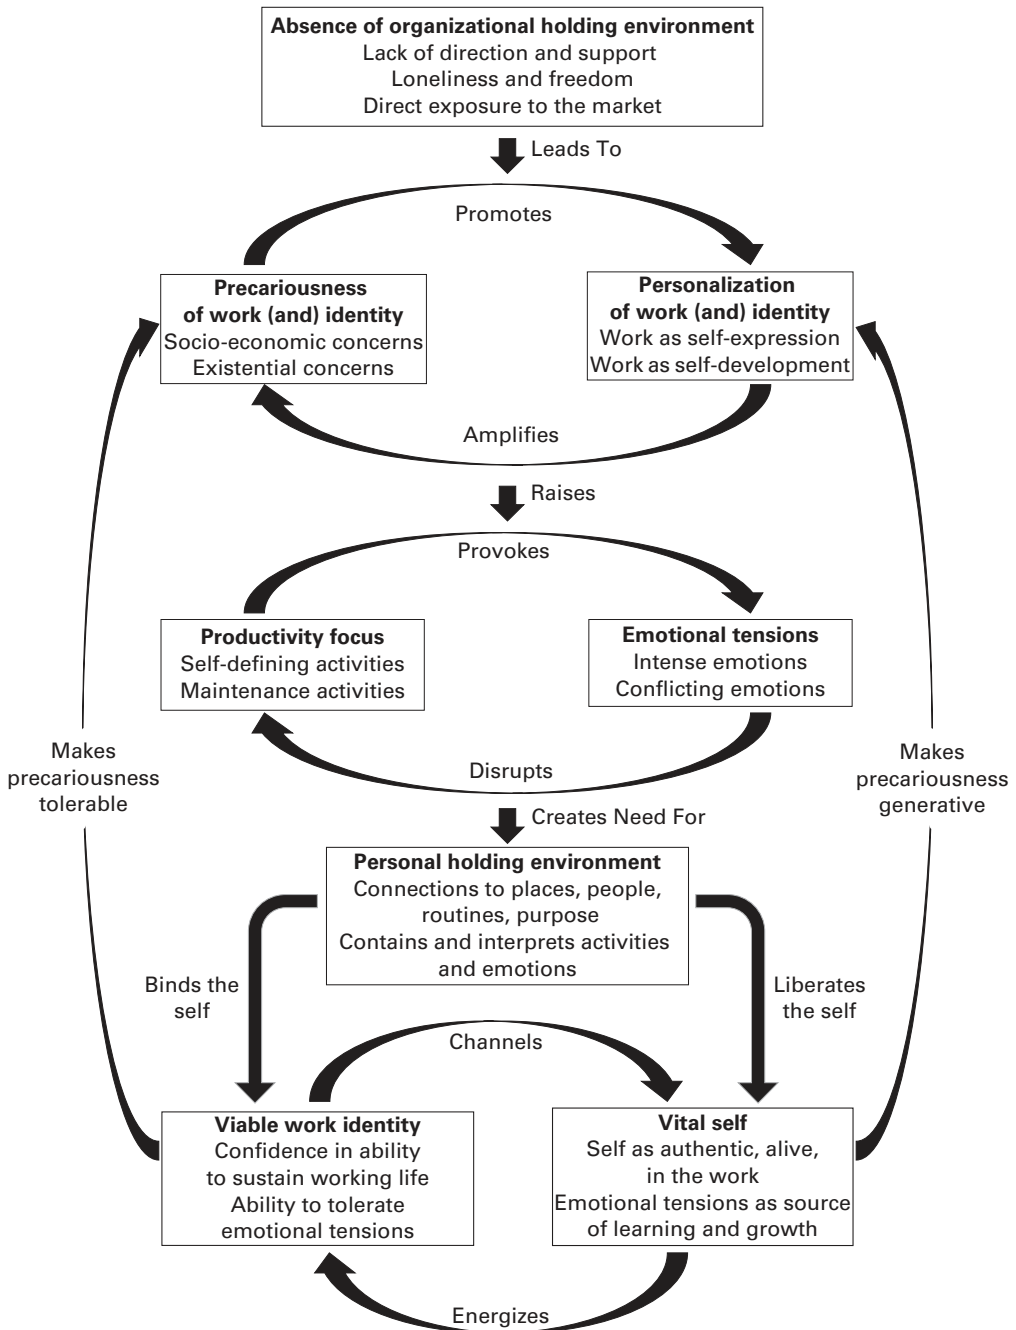 Absence of organizational holding environment
Lack of direction and support
Loneliness and freedom
Direct exposure to the market
Leads To
Promotes
Precariousness
of work (and) identity
Socio-economic concerns
Existential concerns
Personalization
of work (and) identity
Work as self-expression
Work as self-development
Amplifies
Raises
Provokes
Productivity focus
Self-defining activities
Maintenance activities
Emotional tensions
Intense emotions
Conflicting emotions
Makes
precariousness
tolerable
Disrupts
Makes
precariousness
generative
Creates Need For
Personal holding environment
Connections to places, people,
routines, purpose
Contains and interprets activities
and emotions
Binds the
self
Liberates
the self
Channels
Viable work identity
Confidence in ability
to sustain working life
Ability to tolerate
emotional tensions
Vital self
Self as authentic, alive,
in the work
Emotional tensions as source
of learning and growth
Energizes